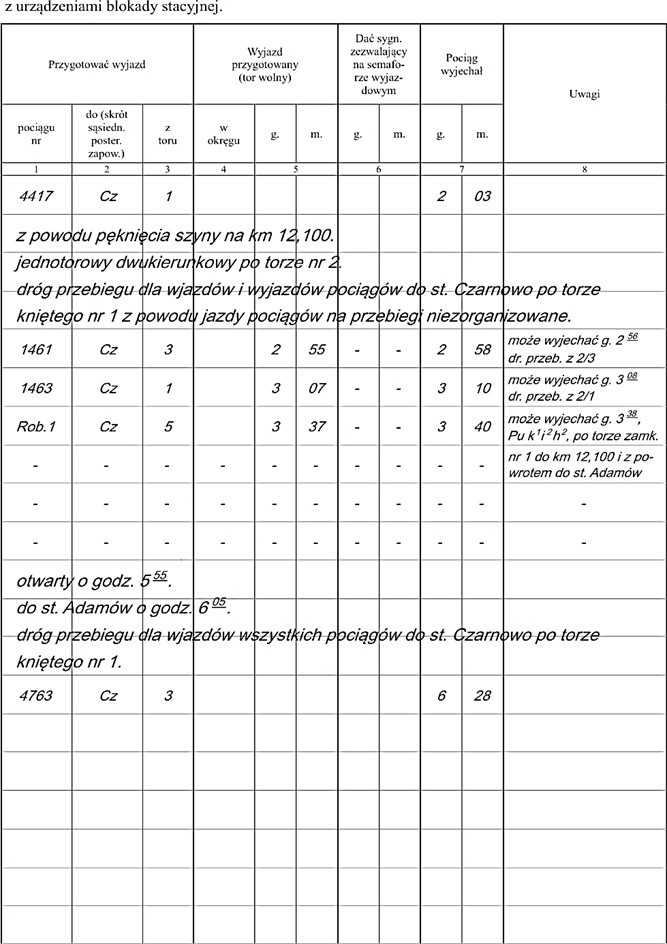 z urządzeniami blokady stacyjnej.
Przygotować wyjazd
Wyjazd
przygotowany
(tor wolny)
Dać sygn.
zezwalający
na semafo-
rze wyjaz-
dowym
Pociąg
wyjechał
Uwagi
pociągu
nr
do (skrót
sąsiedn.
poster.
zapow.)
z
toru
w
okręgu
g. m. g. m. g. m.
1 2 3 4 5 6 7 8
4417 Cz 1 2 03
z powodu pęknięcia szyny na km 12,100.
jednotorowy dwukierunkowy po torze nr 2.
dróg przebiegu dla wjazdów i wyjazdów pociągów do st. Czarnowo po torze
kniętego nr 1 z powodu jazdy pociągów na przebiegi niezorganizowane.
1461 Cz 3 2 55 - - 2 58 może wyjechać g. 2 56
dr. przeb. z 2/3
1463 Cz 1 3 07 - - 3 10 może wyjechać g. 3 08
dr. przeb. z 2/1
Rob.1 Cz 5 3 37 - - 3 40 może wyjechać g. 3 38,
Pu k¹i²h², po torze zamk.
- - - - - - - - - nr 1 do km 12,100 i z po-
wrotem do st. Adamów
- - - - - - - - - -
- - - - - - - - - -
otwarty o godz. 5 55.
do st. Adamów o godz. 6 05.
dróg przebiegu dla wjazdów wszystkich pociągów do st. Czarnowo po torze
kniętego nr 1.
4763 Cz 3 6 28